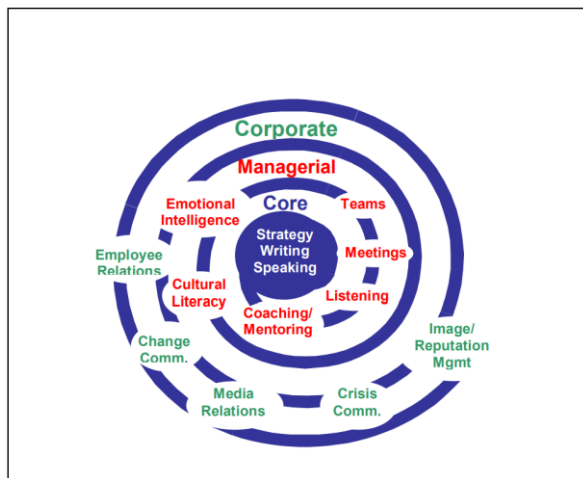 Corporate
Managerial
Emotional
Intelligence
Core
Teams
Strategy
Writing
Speaking
Employee
Relations
Meetings
Cultural
Literacy
Listening
Coaching/
Mentoring
Change
Comm.
Image/
Reputation
Mgmt
Media
Relations
Crisis
Comm.